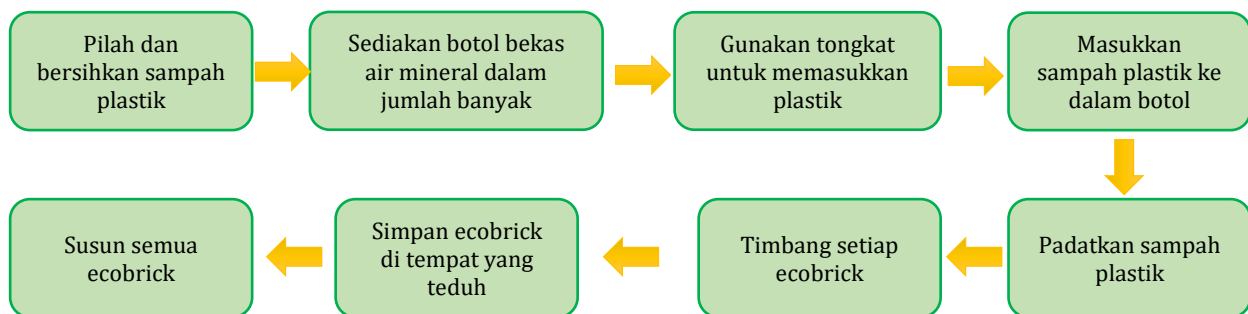 Pilah dan
bersihkan sampah
plastik
Sediakan botol bekas
air mineral dalam
jumlah banyak
Gunakan tongkat
untuk memasukkan
plastik
Masukkan
sampah plastik ke
dalam botol
Padatkan sampah
plastik
Timbang setiap
ecobrick
Simpan ecobrick
di tempat yang
teduh
Susun semua
ecobrick